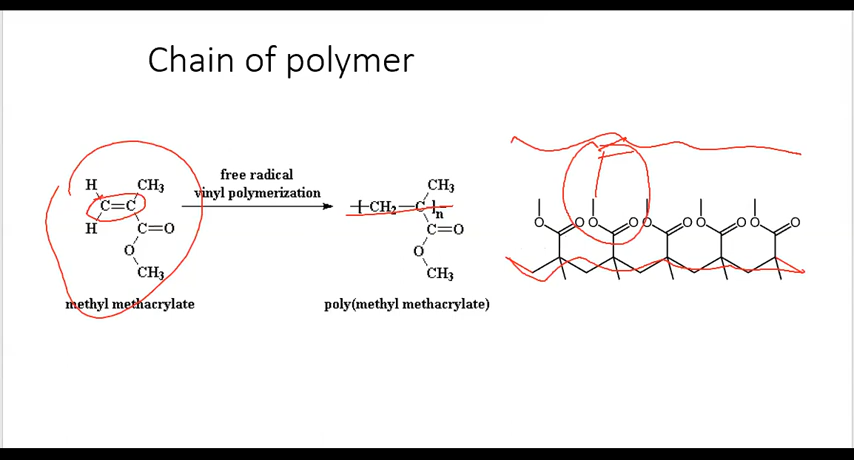 Chain of polymer
H CH₃
C=C
H C=O
O
CH₃
methyl methacrylate
free radical
vinyl polymerization
CH₃
CH₂—C n
C=O
O
CH₃
poly(methyl methacrylate)
O O O O O O O O O O